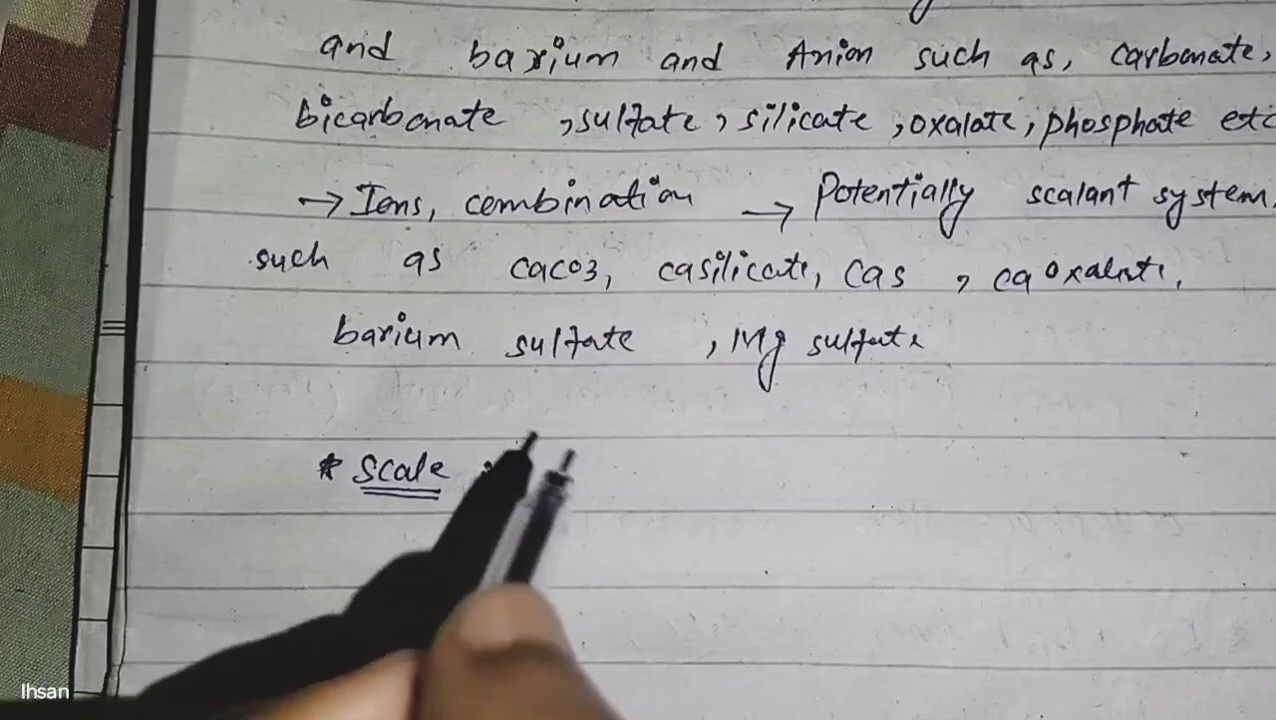 and barium and Anion such as, carbonate,
bicarbonate , sulfate , silicate , oxalate, phosphate etc
→ Ions, combination → Potentially scalant system,
such as caco3, casilicate, cas , ca oxalate,
barium sulfate , Mg sulfate
* scale :
Ihsan